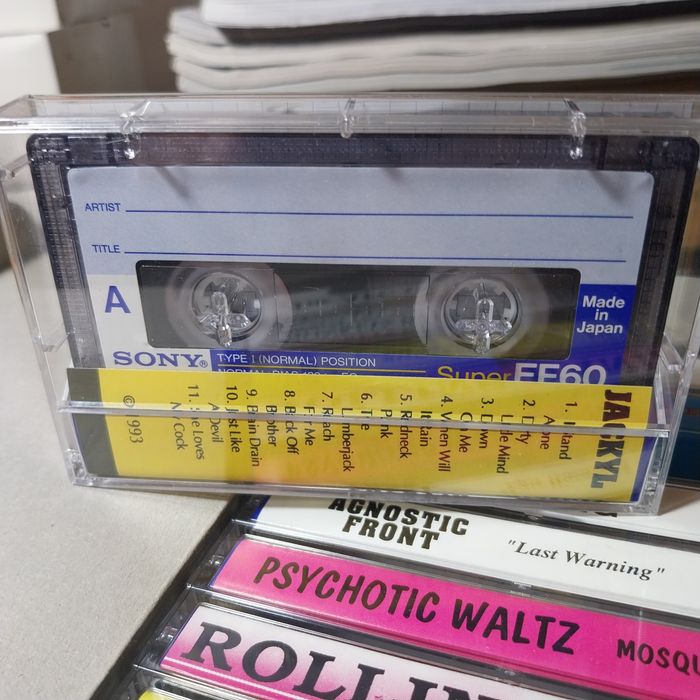 ARTIST
TITLE
A
Made
in
Japan
SONY®
TYPE I (NORMAL) POSITION
Super EF60
JACKYL
1.
2. Dirty
Little Mind
3. Down
On Me
4. When Will
It Rain
5. Redneck
Punk
6. The
Lumberjack
7. Reach
For Me
8. Back Off
Brother
9. Brain Drain
10. Just Like
A Devil
11. She Loves
My Cock
AGNOSTIC
FRONT
"Last Warning"
PSYCHOTIC WALTZ